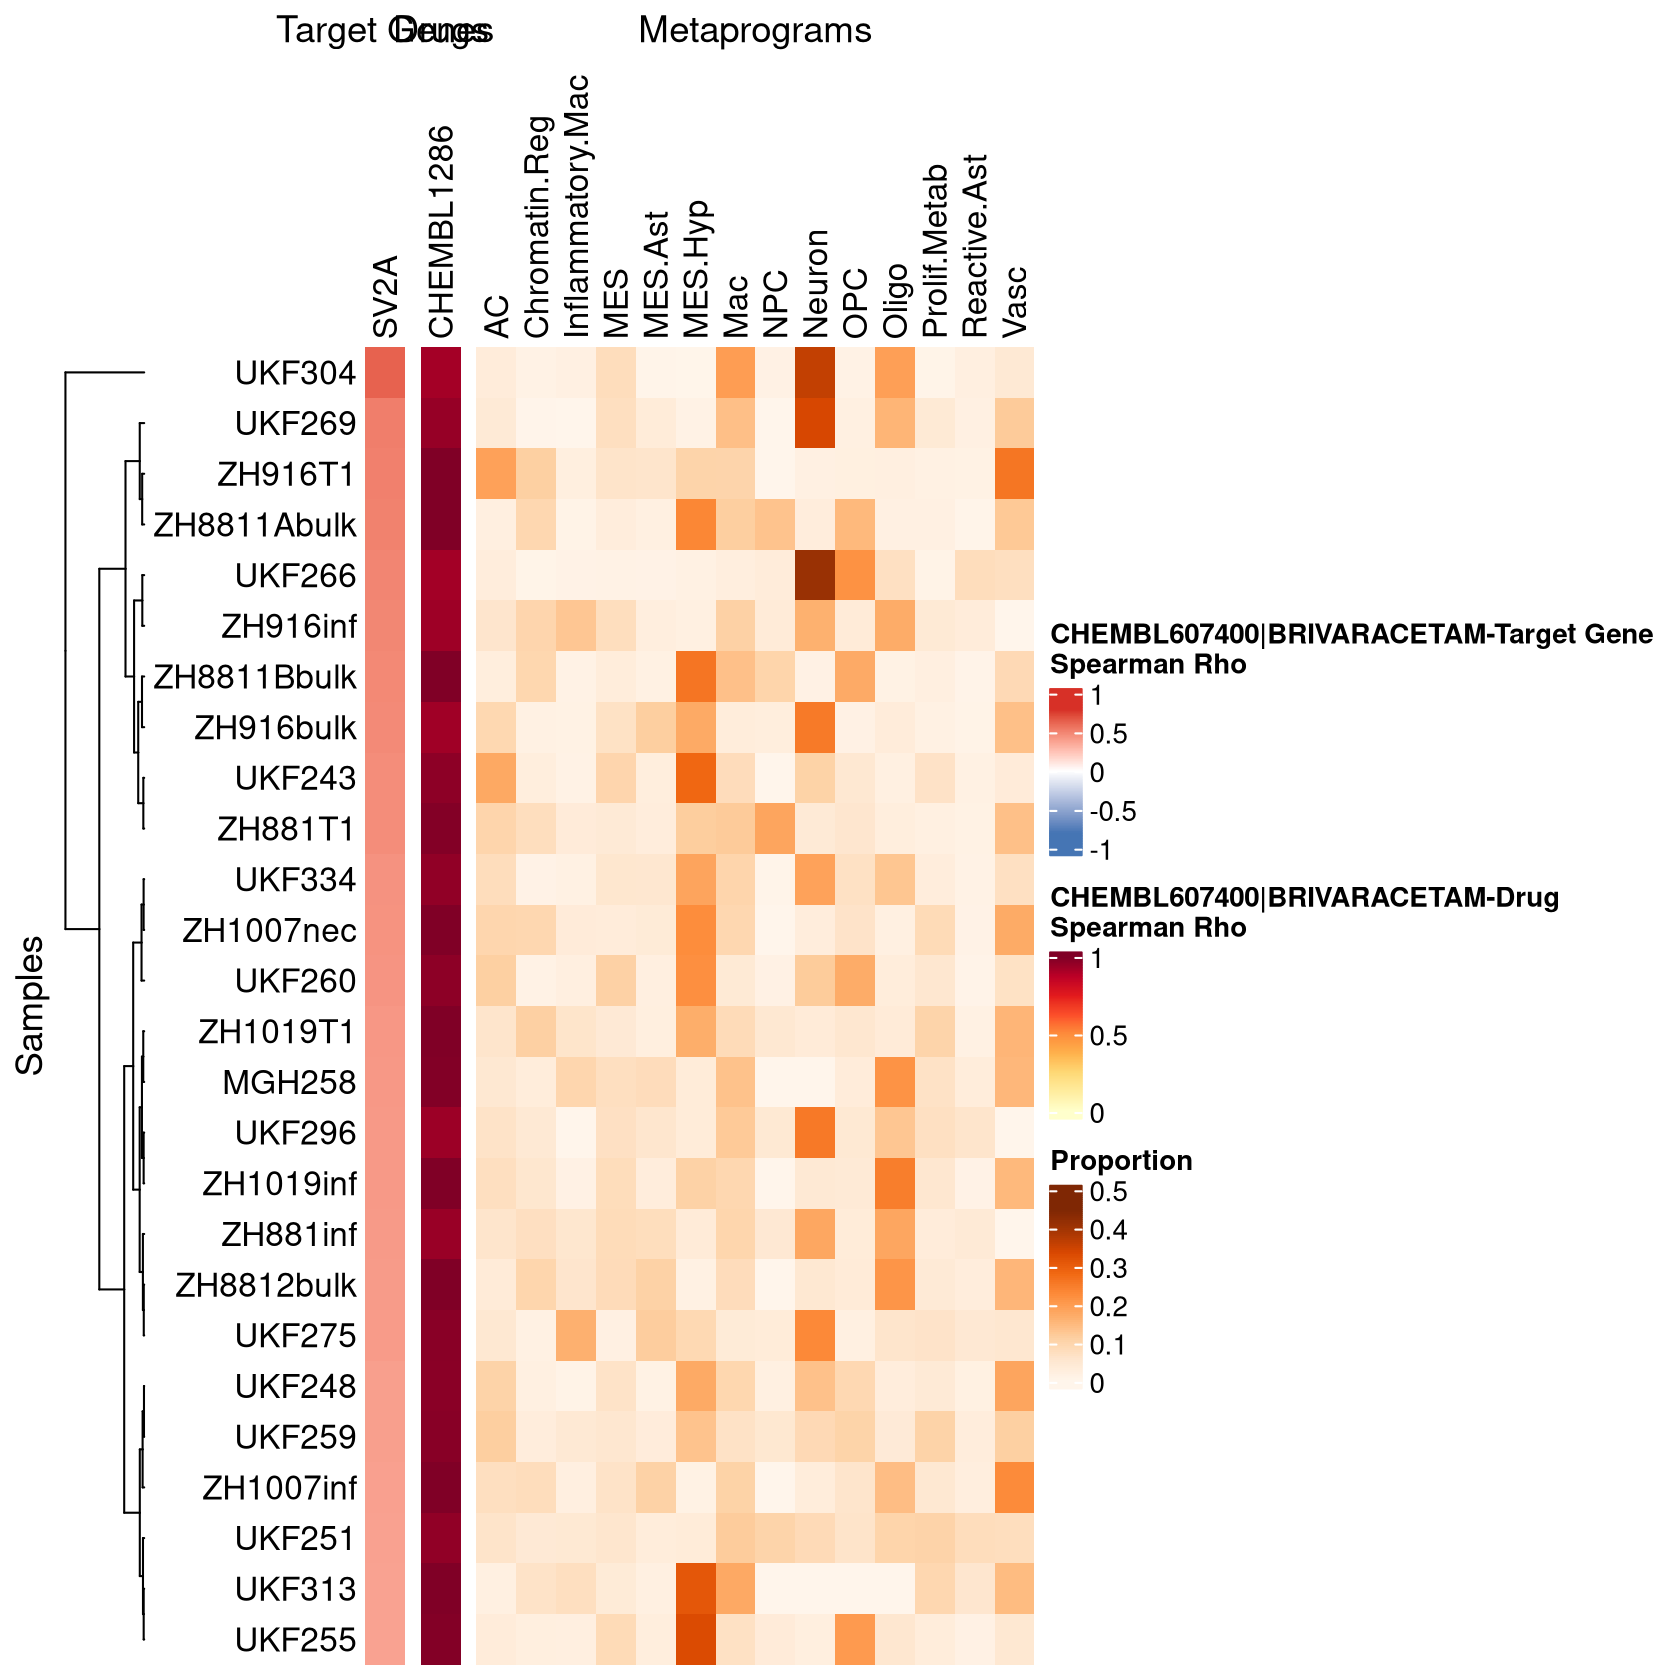 Target Genes
Drugs
Metaprograms
SV2A
CHEMBL1286
AC
Chromatin.Reg
Inflammatory.Mac
MES
MES.Ast
MES.Hyp
Mac
NPC
Neuron
OPC
Oligo
Prolif.Metab
Reactive.Ast
Vasc
Samples
UKF304
UKF269
ZH916T1
ZH8811Abulk
UKF266
ZH916inf
ZH8811Bbulk
ZH916bulk
UKF243
ZH881T1
UKF334
ZH1007nec
UKF260
ZH1019T1
MGH258
UKF296
ZH1019inf
ZH881inf
ZH8812bulk
UKF275
UKF248
UKF259
ZH1007inf
UKF251
UKF313
UKF255
CHEMBL607400|BRIVARACETAM-Target Gene
Spearman Rho
1
0.5
0
-0.5
-1
CHEMBL607400|BRIVARACETAM-Drug
Spearman Rho
1
0.5
0
Proportion
0.5
0.4
0.3
0.2
0.1
0